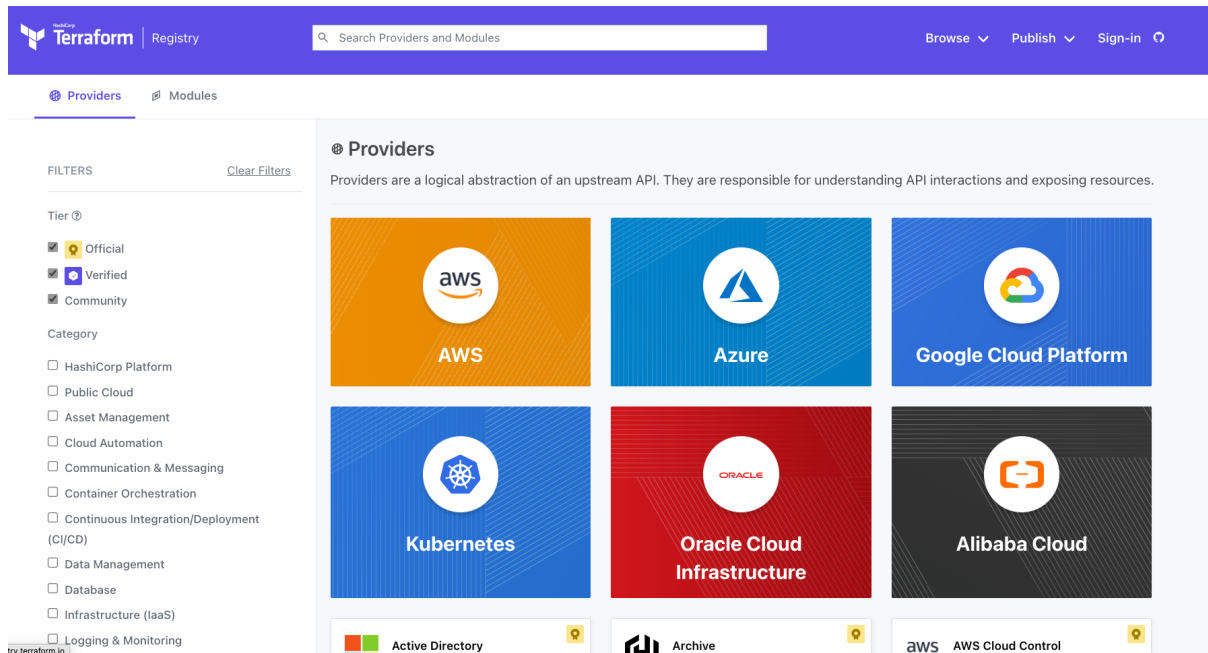 HashiCorp
Terraform
Registry
Search Providers and Modules
Browse
Publish
Sign-in
Providers
Modules
FILTERS
Clear Filters
Tier
Official
Verified
Community
Category
HashiCorp Platform
Public Cloud
Asset Management
Cloud Automation
Communication & Messaging
Container Orchestration
Continuous Integration/Deployment
(CI/CD)
Data Management
Database
Infrastructure (IaaS)
Logging & Monitoring
try.terraform.io
Providers
Providers are a logical abstraction of an upstream API. They are responsible for understanding API interactions and exposing resources.
aws
AWS
Azure
Google Cloud Platform
Kubernetes
ORACLE
Oracle Cloud
Infrastructure
Alibaba Cloud
Active Directory
Archive
aws
AWS Cloud Control